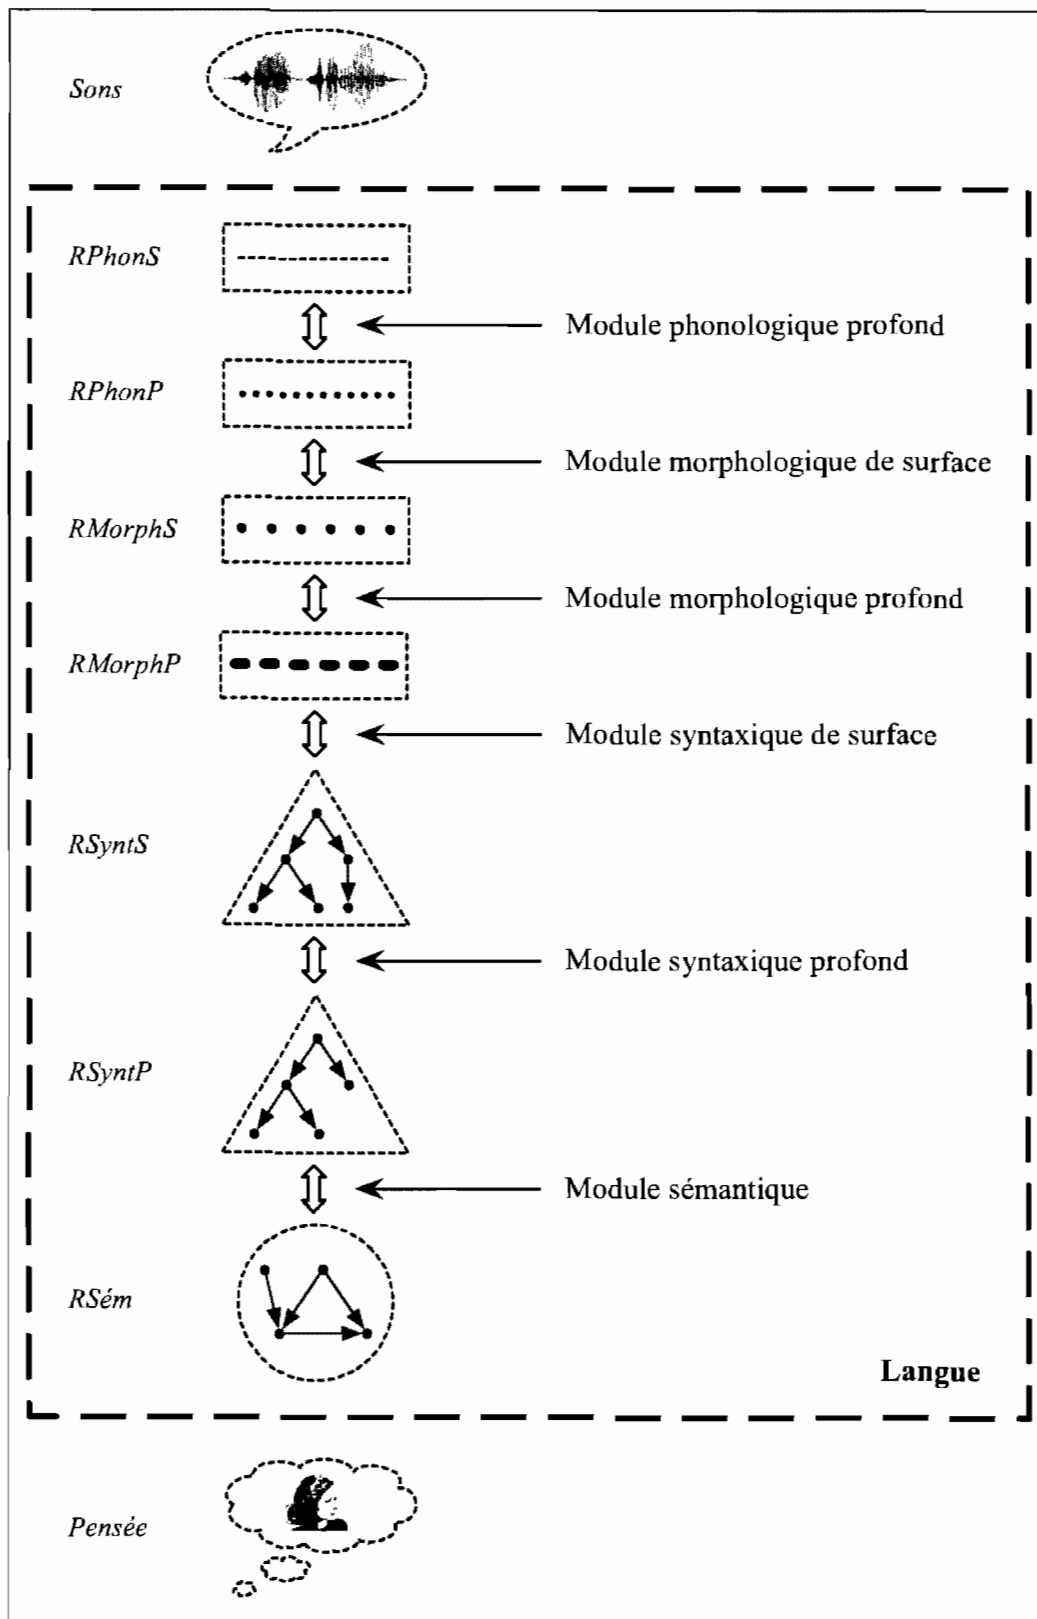 Sons
RPhonS
Module phonologique profond
RPhonP
Module morphologique de surface
RMorphS
Module morphologique profond
RMorphP
Module syntaxique de surface
RSyntS
Module syntaxique profond
RSyntP
Module sémantique
RSém
Langue
Pensée